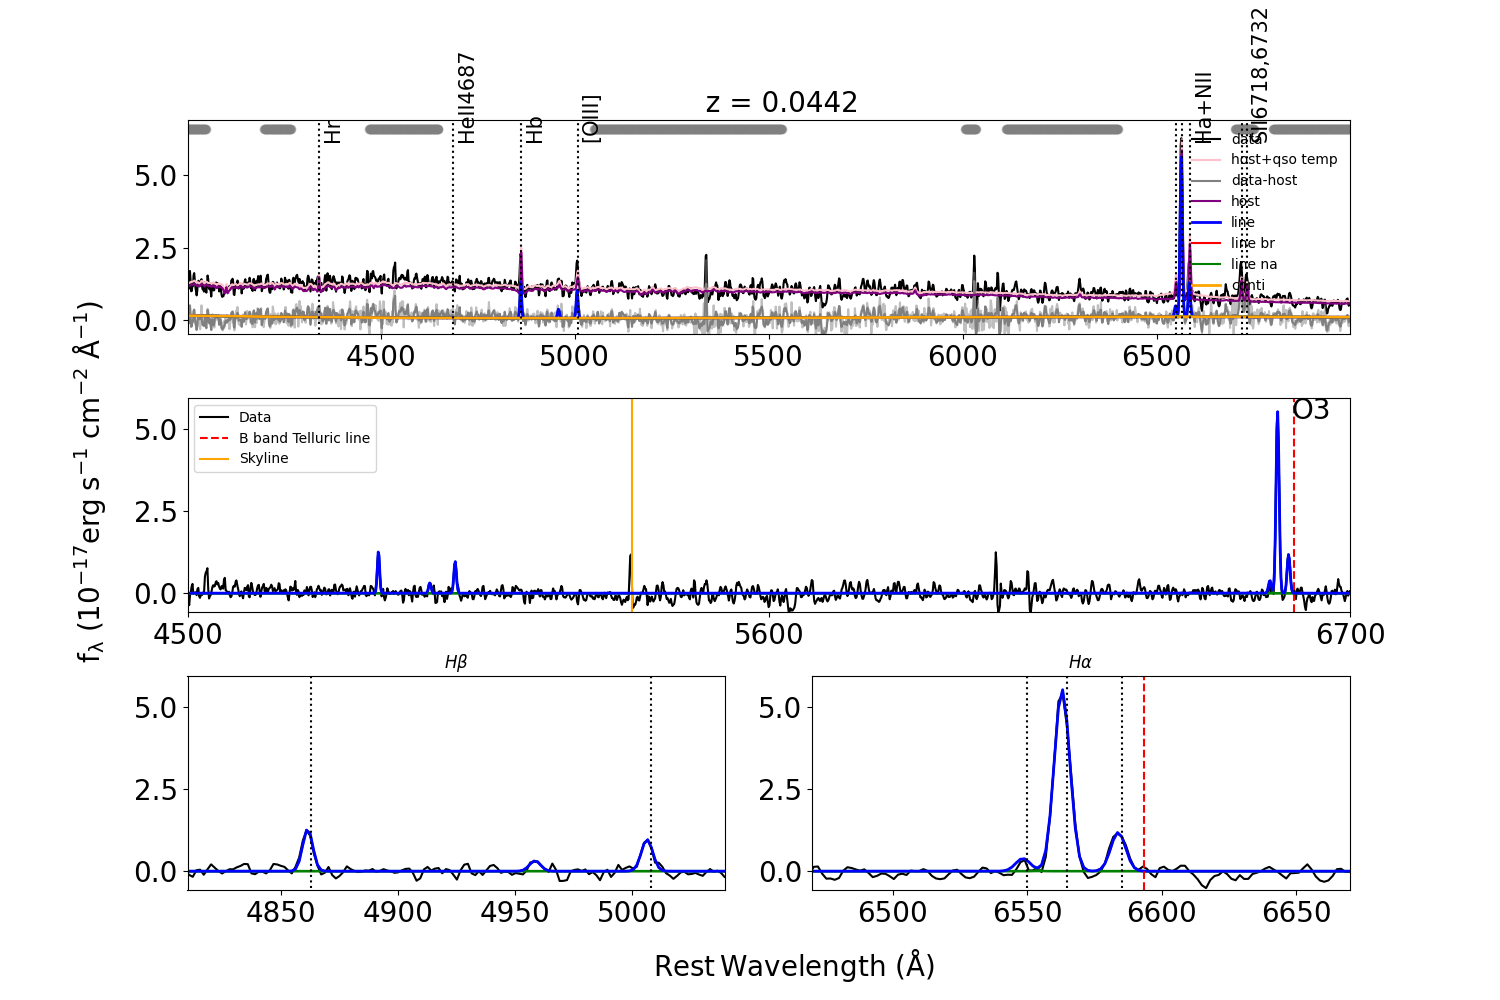 z = 0.0442
Hr
HeII4687
Hb
[OIII]
Ha+NII
SII6718,6732
data
host+qso temp
data-host
host
line
line br
line na
conti
5.0
2.5
0.0
4500
5000
5500
6000
6500
Data
B band Telluric line
Skyline
O3
5.0
2.5
0.0
4500
5600
6700
fλ (10⁻¹⁷erg s⁻¹ cm⁻² Å⁻¹)
Hβ
5.0
2.5
0.0
4850
4900
4950
5000
Hα
5.0
2.5
0.0
6500
6550
6600
6650
Rest Wavelength (Å)